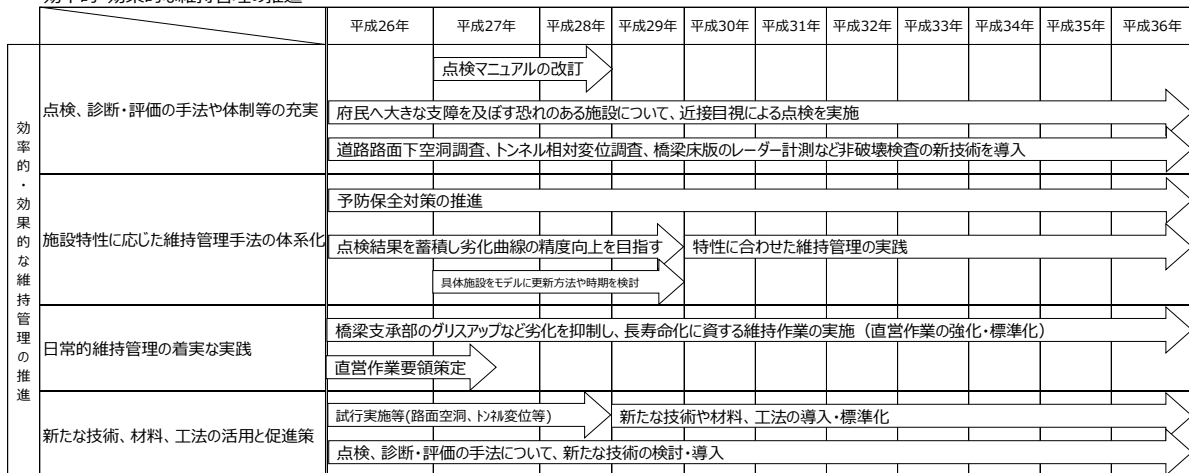 効率的・効果的な維持管理の推進
平成26年 平成27年 平成28年 平成29年 平成30年 平成31年 平成32年 平成33年 平成34年 平成35年 平成36年
効率的・効果的な維持管理の推進
点検、診断・評価の手法や体制等の充実
点検マニュアルの改訂
府民へ大きな支障を及ぼす恐れのある施設について、近接目視による点検を実施
道路路面下空洞調査、トンネル相対変位調査、橋梁床版のレーダー計測など非破壊検査の新技術を導入
施設特性に応じた維持管理手法の体系化
予防保全対策の推進
点検結果を蓄積し劣化曲線の精度向上を目指す 特性に合わせた維持管理の実践
具体施設をモデルに更新方法や時期を検討
日常的維持管理の着実な実践
橋梁支承部のグリスアップなど劣化を抑制し、長寿命化に資する維持作業の実施（直営作業の強化・標準化）
直営作業要領策定
新たな技術、材料、工法の活用と促進策
試行実施等(路面空洞、トンネル変位等) 新たな技術や材料、工法の導入・標準化
点検、診断・評価の手法について、新たな技術の検討・導入